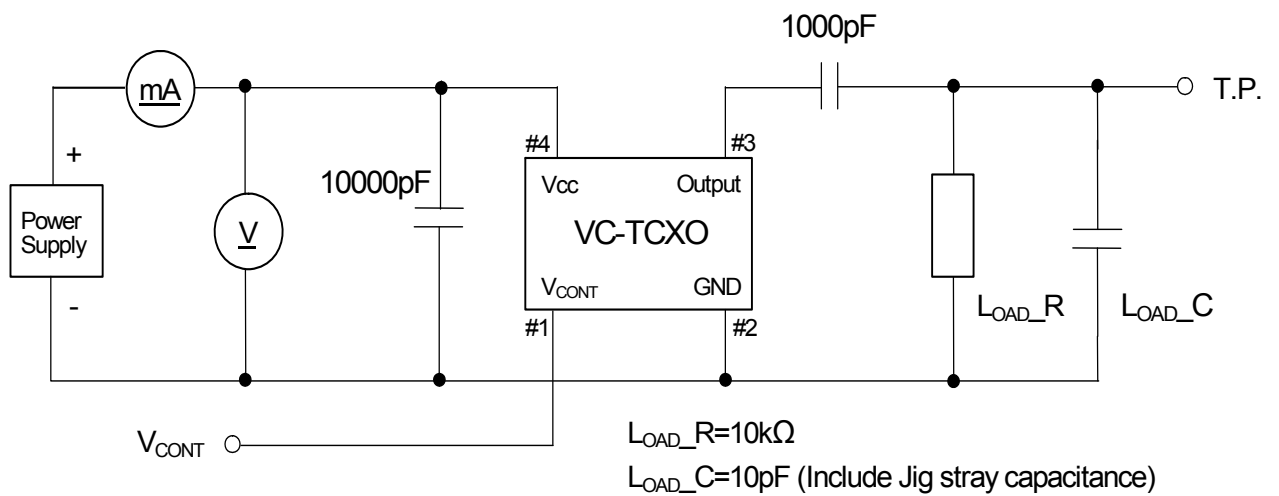 1000pF
mA
T.P.
#4
#3
+
10000pF
Vcc
Output
Power
Supply
V
VC-TCXO
VCONT
GND
-
#1
#2
LOAD_R
LOAD_C
VCONT
LOAD_R=10kΩ
LOAD_C=10pF (Include Jig stray capacitance)